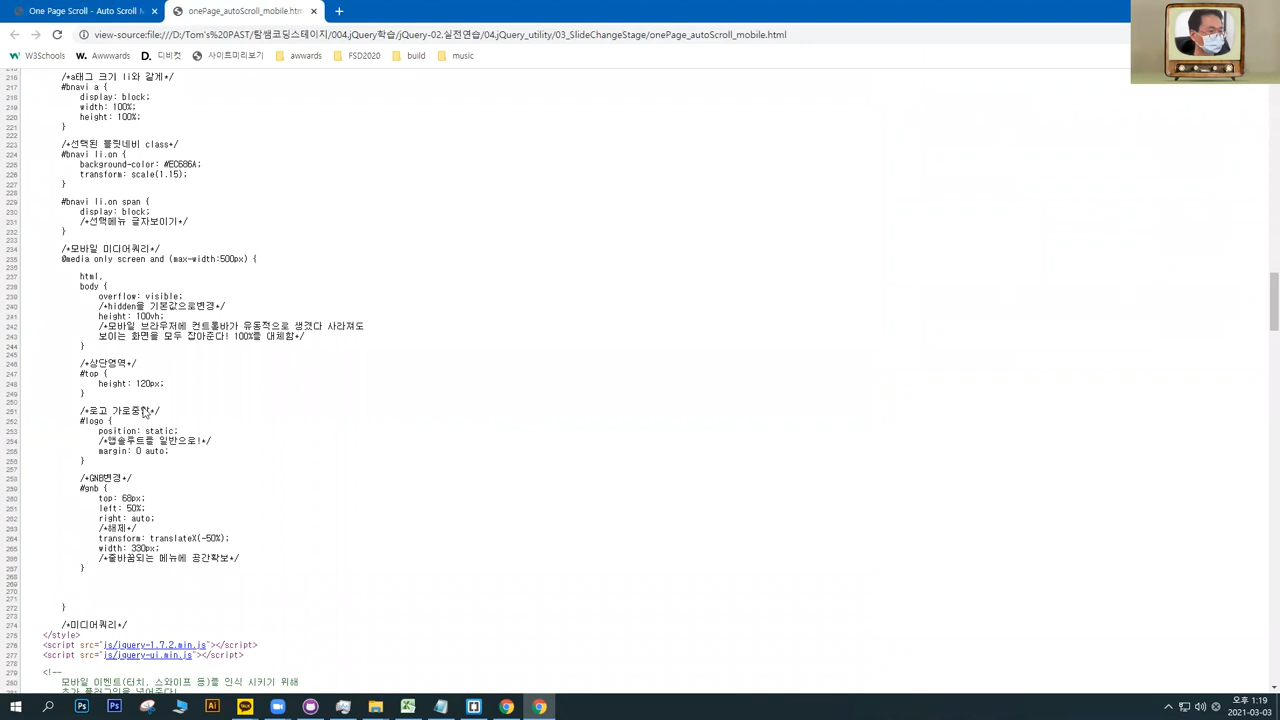 One Page Scroll - Auto Scroll M
onePage_autoScroll_mobile.htm
view-source:file:///D:/Tom's%20PAST/탐쌤코딩스테이지/004.jQuery학습/jQuery-02.실전연습/04.jQuery_utility/03_SlideChangeStage/onePage_autoScroll_mobile.html
W3Schools Awwwards 디비컷 사이트미리보기 awwards FSD2020 build music
216 /*a태그 크기 li와 같게*/
217 #bnavi a {
218 display: block;
219 width: 100%;
220 height: 100%;
221 }
222
223 /*선택된 블릿네비 class*/
224 #bnavi li.on {
225 background-color: #EC686A;
226 transform: scale(1.15);
227 }
228
229 #bnavi li.on span {
230 display: block;
231 /*선택메뉴 글자보이기*/
232 }
233
234 /*모바일 미디어쿼리*/
235 @media only screen and (max-width:500px) {
236
237 html,
238 body {
239 overflow: visible;
240 /*hidden을 기본값으로변경*/
241 height: 100vh;
242 /*모바일 브라우저에 컨트롤바가 유동적으로 생겼다 사라져도
243 보이는 화면을 모두 잡아준다! 100%를 대체함*/
244 }
245
246 /*상단영역*/
247 #top {
248 height: 120px;
249 }
250
251 /*로고 가로중앙*/
252 #logo {
253 position: static;
254 /*앱솔루트를 일반으로!*/
255 margin: 0 auto;
256 }
257
258 /*GNB변경*/
259 #gnb {
260 top: 68px;
261 left: 50%;
262 right: auto;
263 /*해제*/
264 transform: translateX(-50%);
265 width: 330px;
266 /*줄바꿈되는 메뉴에 공간확보*/
267 }
268
269
270
271
272 }
273
274 /*미디어쿼리*/
275 </style>
276 <script src="js/jquery-1.7.2.min.js"></script>
277 <script src="js/jquery-ui.min.js"></script>
278
279 <!--
280 모바일 이벤트(터치, 스와이프 등)를 인식 시키기 위해
281 추가 플러그인을 넣어준다!
오후 1:19
2021-03-03